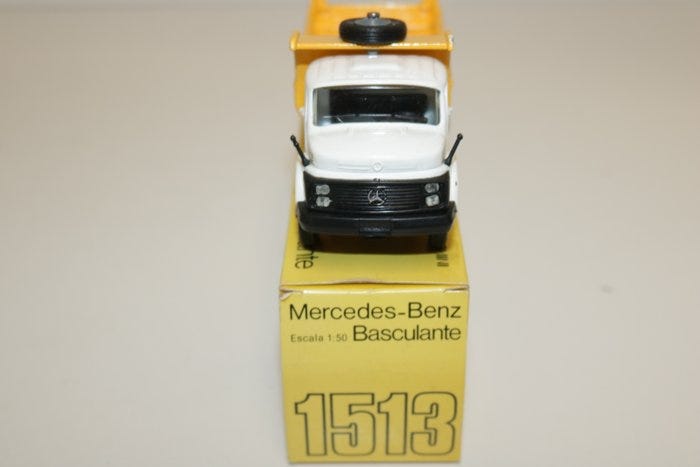 Mercedes-Benz
Escala 1:50 Basculante
1513